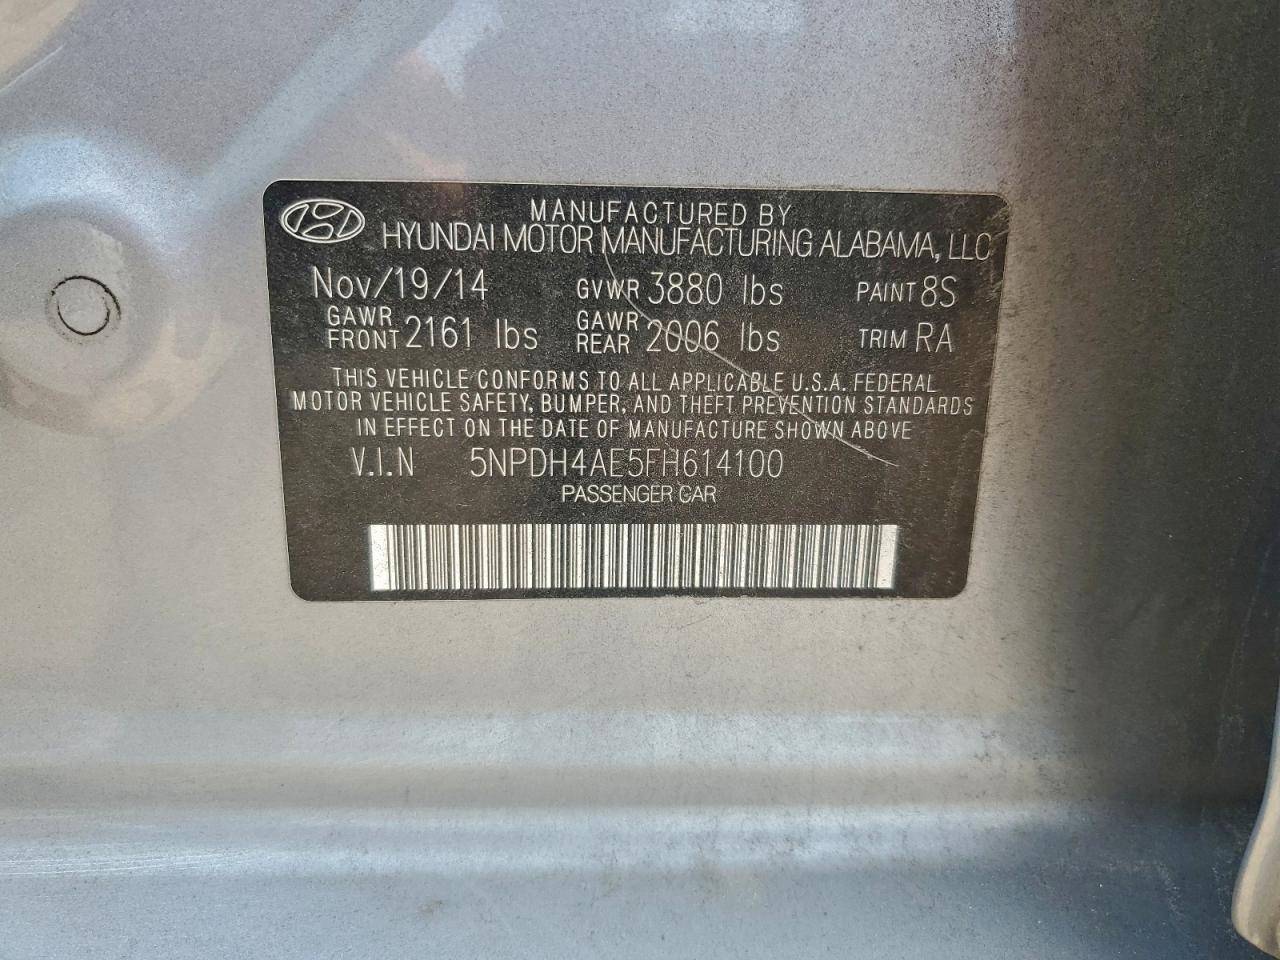 MANUFACTURED BY
HYUNDAI MOTOR MANUFACTURING ALABAMA, LLC
Nov/19/14 GVWR 3880 lbs PAINT 8S
GAWR FRONT 2161 lbs GAWR REAR 2006 lbs TRIM RA
THIS VEHICLE CONFORMS TO ALL APPLICABLE U.S.A. FEDERAL
MOTOR VEHICLE SAFETY, BUMPER, AND THEFT PREVENTION STANDARDS
IN EFFECT ON THE DATE OF MANUFACTURE SHOWN ABOVE
V.I.N 5NPDH4AE5FH614100
PASSENGER CAR